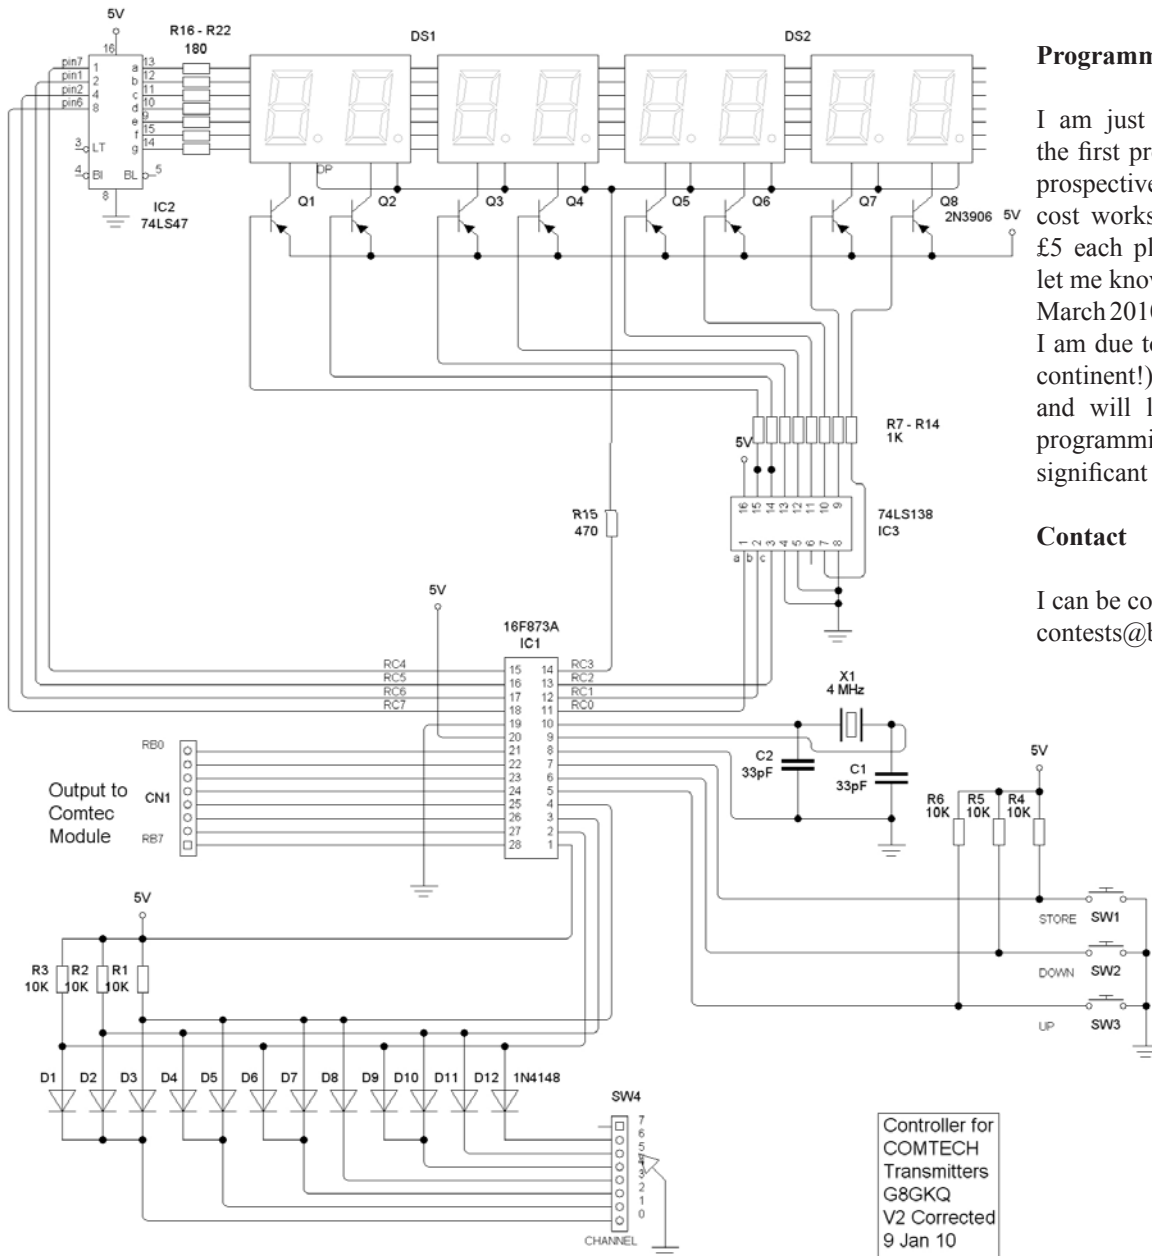 5V
R16 - R22
180
DS1
DS2
16
pin7
pin1
pin2
pin6
1
2
4
8
a
b
c
d
e
f
g
13
12
11
10
9
15
14
3
LT
4
BI
BL
5
8
IC2
74LS47
DP
Q1
Q2
Q3
Q4
Q5
Q6
Q7
Q8
2N3906
5V
R7 - R14
1K
5V
16
15
14
13
12
11
10
9
1
2
3
4
5
6
7
8
a
b
c
74LS138
IC3
R15
470
5V
16F873A
IC1
RC4
RC5
RC6
RC7
RC3
RC2
RC1
RC0
15
14
16
13
17
12
18
11
19
10
20
9
21
8
22
7
23
6
24
5
25
4
26
3
27
2
28
1
X1
4 MHz
C2
33pF
C1
33pF
RB0
Output to
Comtec
Module
CN1
RB7
5V
R6
10K
R5
10K
R4
10K
STORE
SW1
DOWN
SW2
UP
SW3
5V
R3
10K
R2
10K
R1
10K
D1
D2
D3
D4
D5
D6
D7
D8
D9
D10
D11
D12
1N4148
SW4
7
6
5
4
3
2
1
0
CHANNEL
Controller for
COMTECH
Transmitters
G8GKQ
V2 Corrected
9 Jan 10
I am just
the first
prospective
cost works
£5 each
let me know
March
I am due
continent!)
and will
significant
Contact
I can be